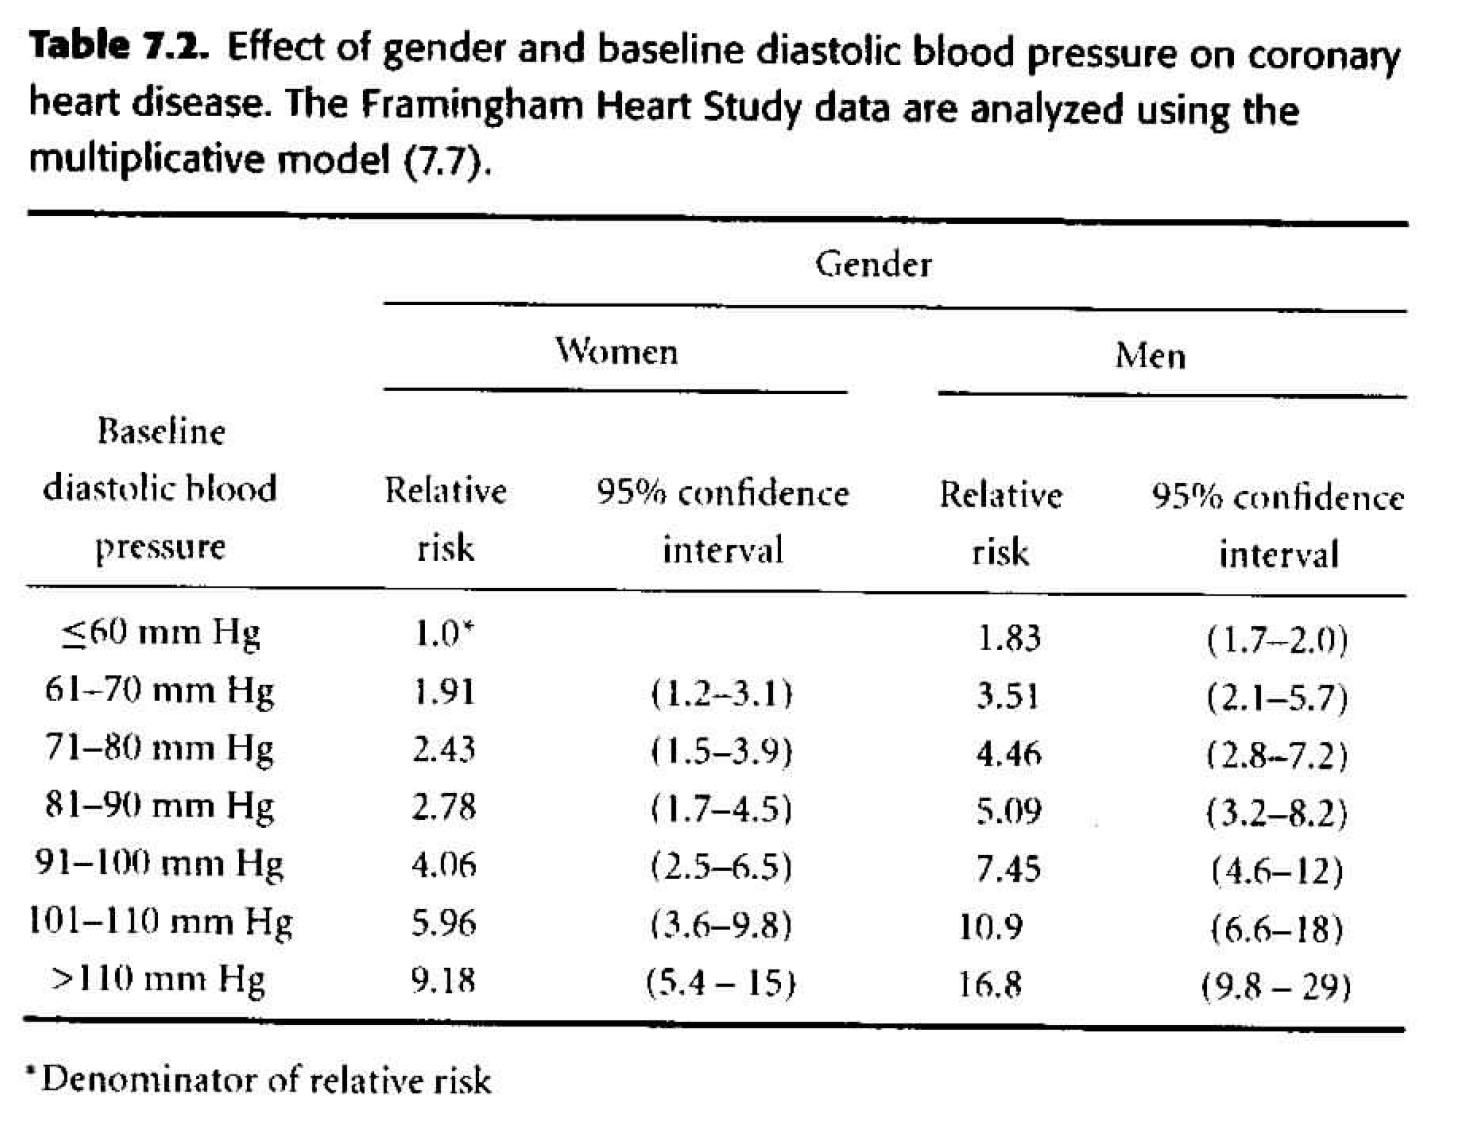 Table 7.2. Effect of gender and baseline diastolic blood pressure on coronary
heart disease. The Framingham Heart Study data are analyzed using the
multiplicative model (7.7).
Gender
Women Men
Baseline
diastolic blood Relative 95% confidence Relative 95% confidence
pressure risk interval risk interval
≤60 mm Hg 1.0* 1.83 (1.7–2.0)
61–70 mm Hg 1.91 (1.2–3.1) 3.51 (2.1–5.7)
71–80 mm Hg 2.43 (1.5–3.9) 4.46 (2.8–7.2)
81–90 mm Hg 2.78 (1.7–4.5) 5.09 (3.2–8.2)
91–100 mm Hg 4.06 (2.5–6.5) 7.45 (4.6–12)
101–110 mm Hg 5.96 (3.6–9.8) 10.9 (6.6–18)
>110 mm Hg 9.18 (5.4 – 15) 16.8 (9.8 – 29)
*Denominator of relative risk